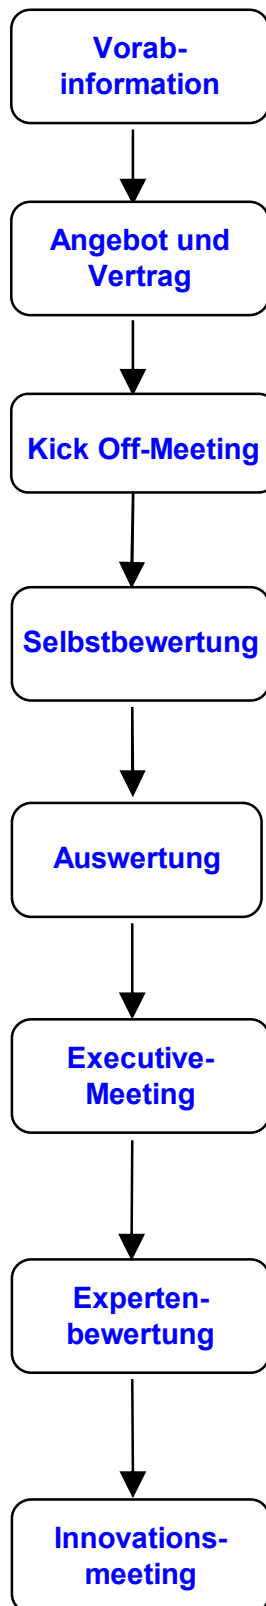 Vorab-
information
Angebot und
Vertrag
Kick Off-Meeting
Selbstbewertung
Auswertung
Executive-
Meeting
Experten-
bewertung
Innovations-
meeting